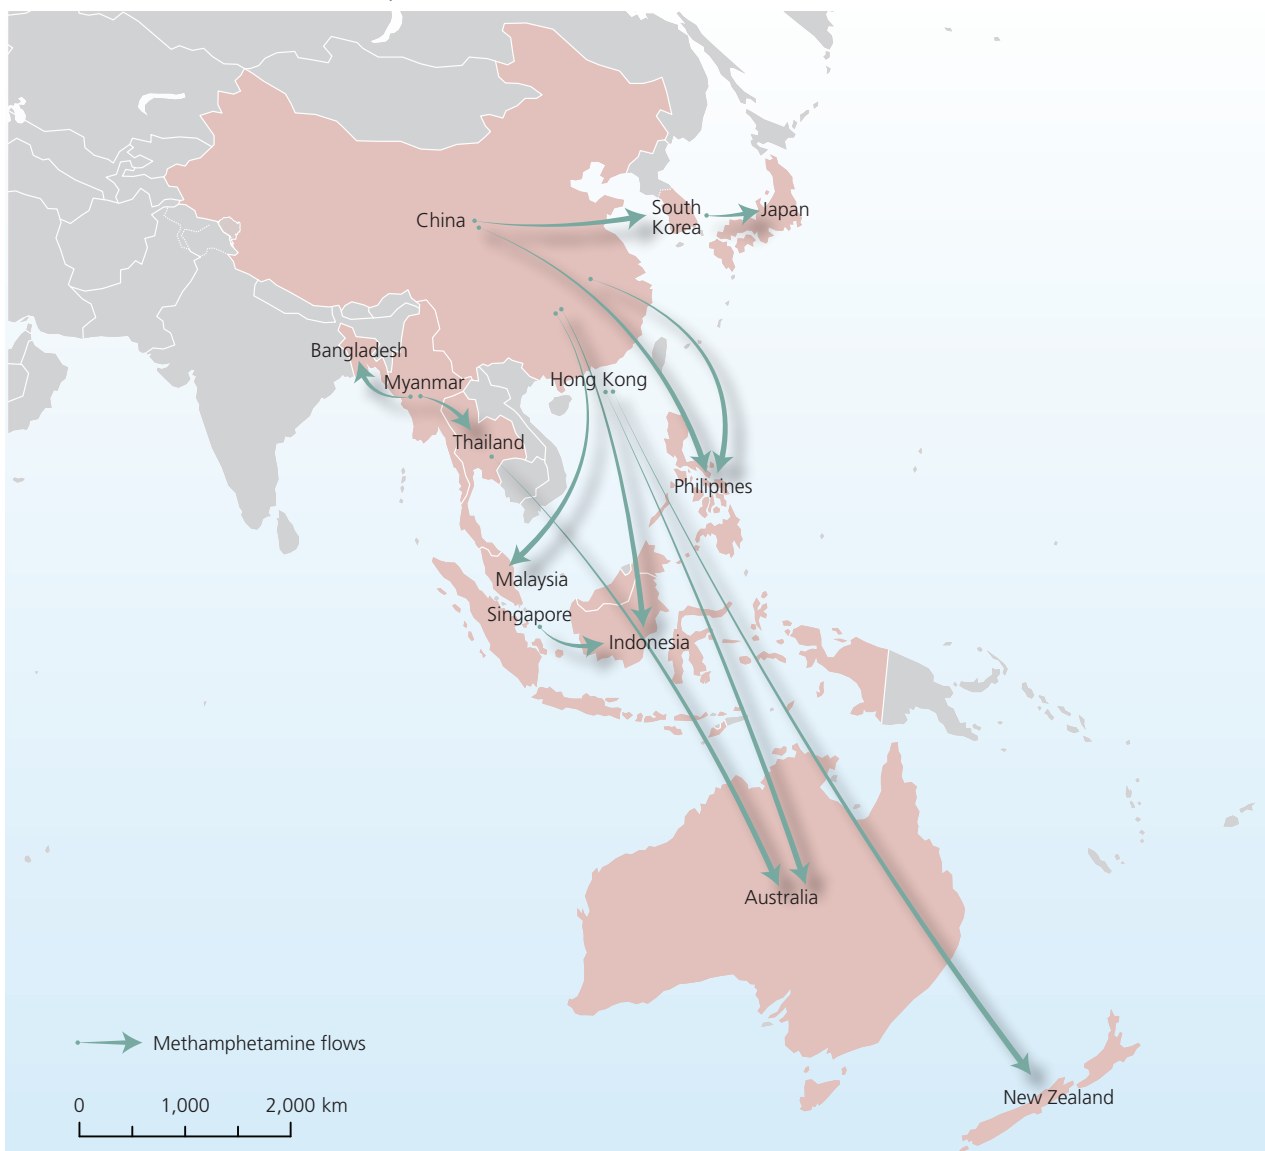 China
South
Korea
Japan
Bangladesh
Myanmar
Hong Kong
Thailand
Philipines
Malaysia
Singapore
Indonesia
Australia
Methamphetamine flows
New Zealand
0 1,000 2,000 km